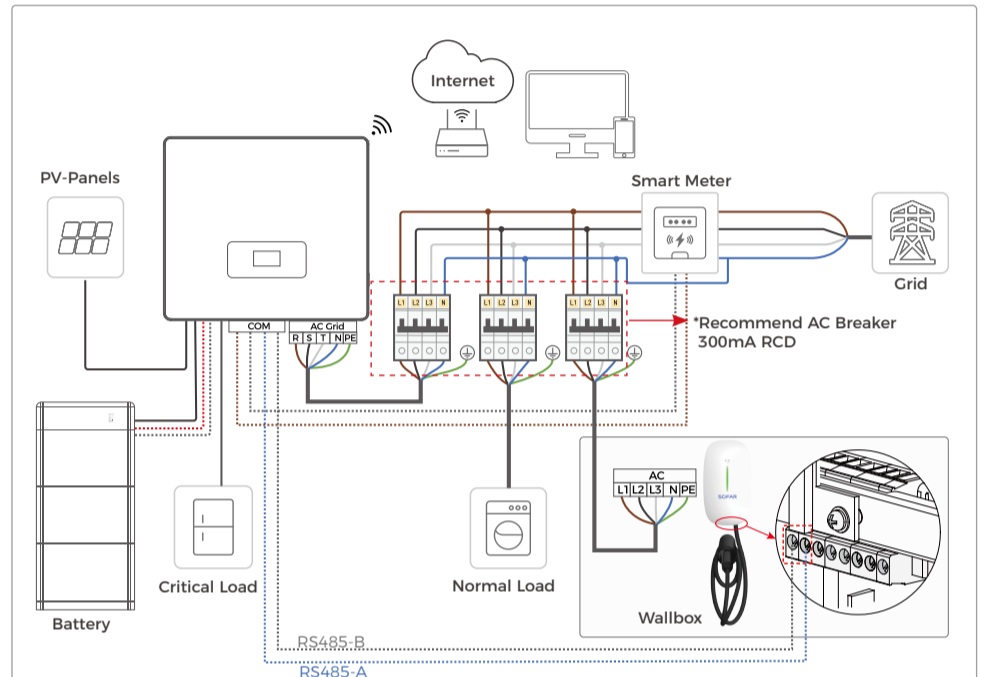 Internet
PV-Panels
Smart Meter
Grid
L1 L2 L3 N
L1 L2 L3 N
L1 L2 L3 N
*Recommend AC Breaker
300mA RCD
COM
AC Grid
R S T N PE
AC
L1 L2 L3 N PE
SOFAR
Critical Load
Normal Load
Wallbox
Battery
RS485-B
RS485-A